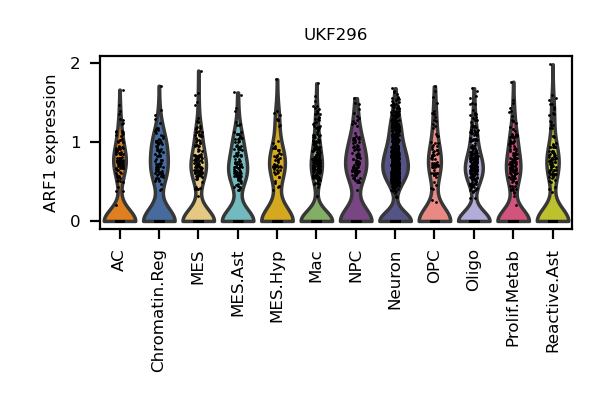 UKF296
ARF1 expression
2
1
0
AC
Chromatin.Reg
MES
MES.Ast
MES.Hyp
Mac
NPC
Neuron
OPC
Oligo
Prolif.Metab
Reactive.Ast